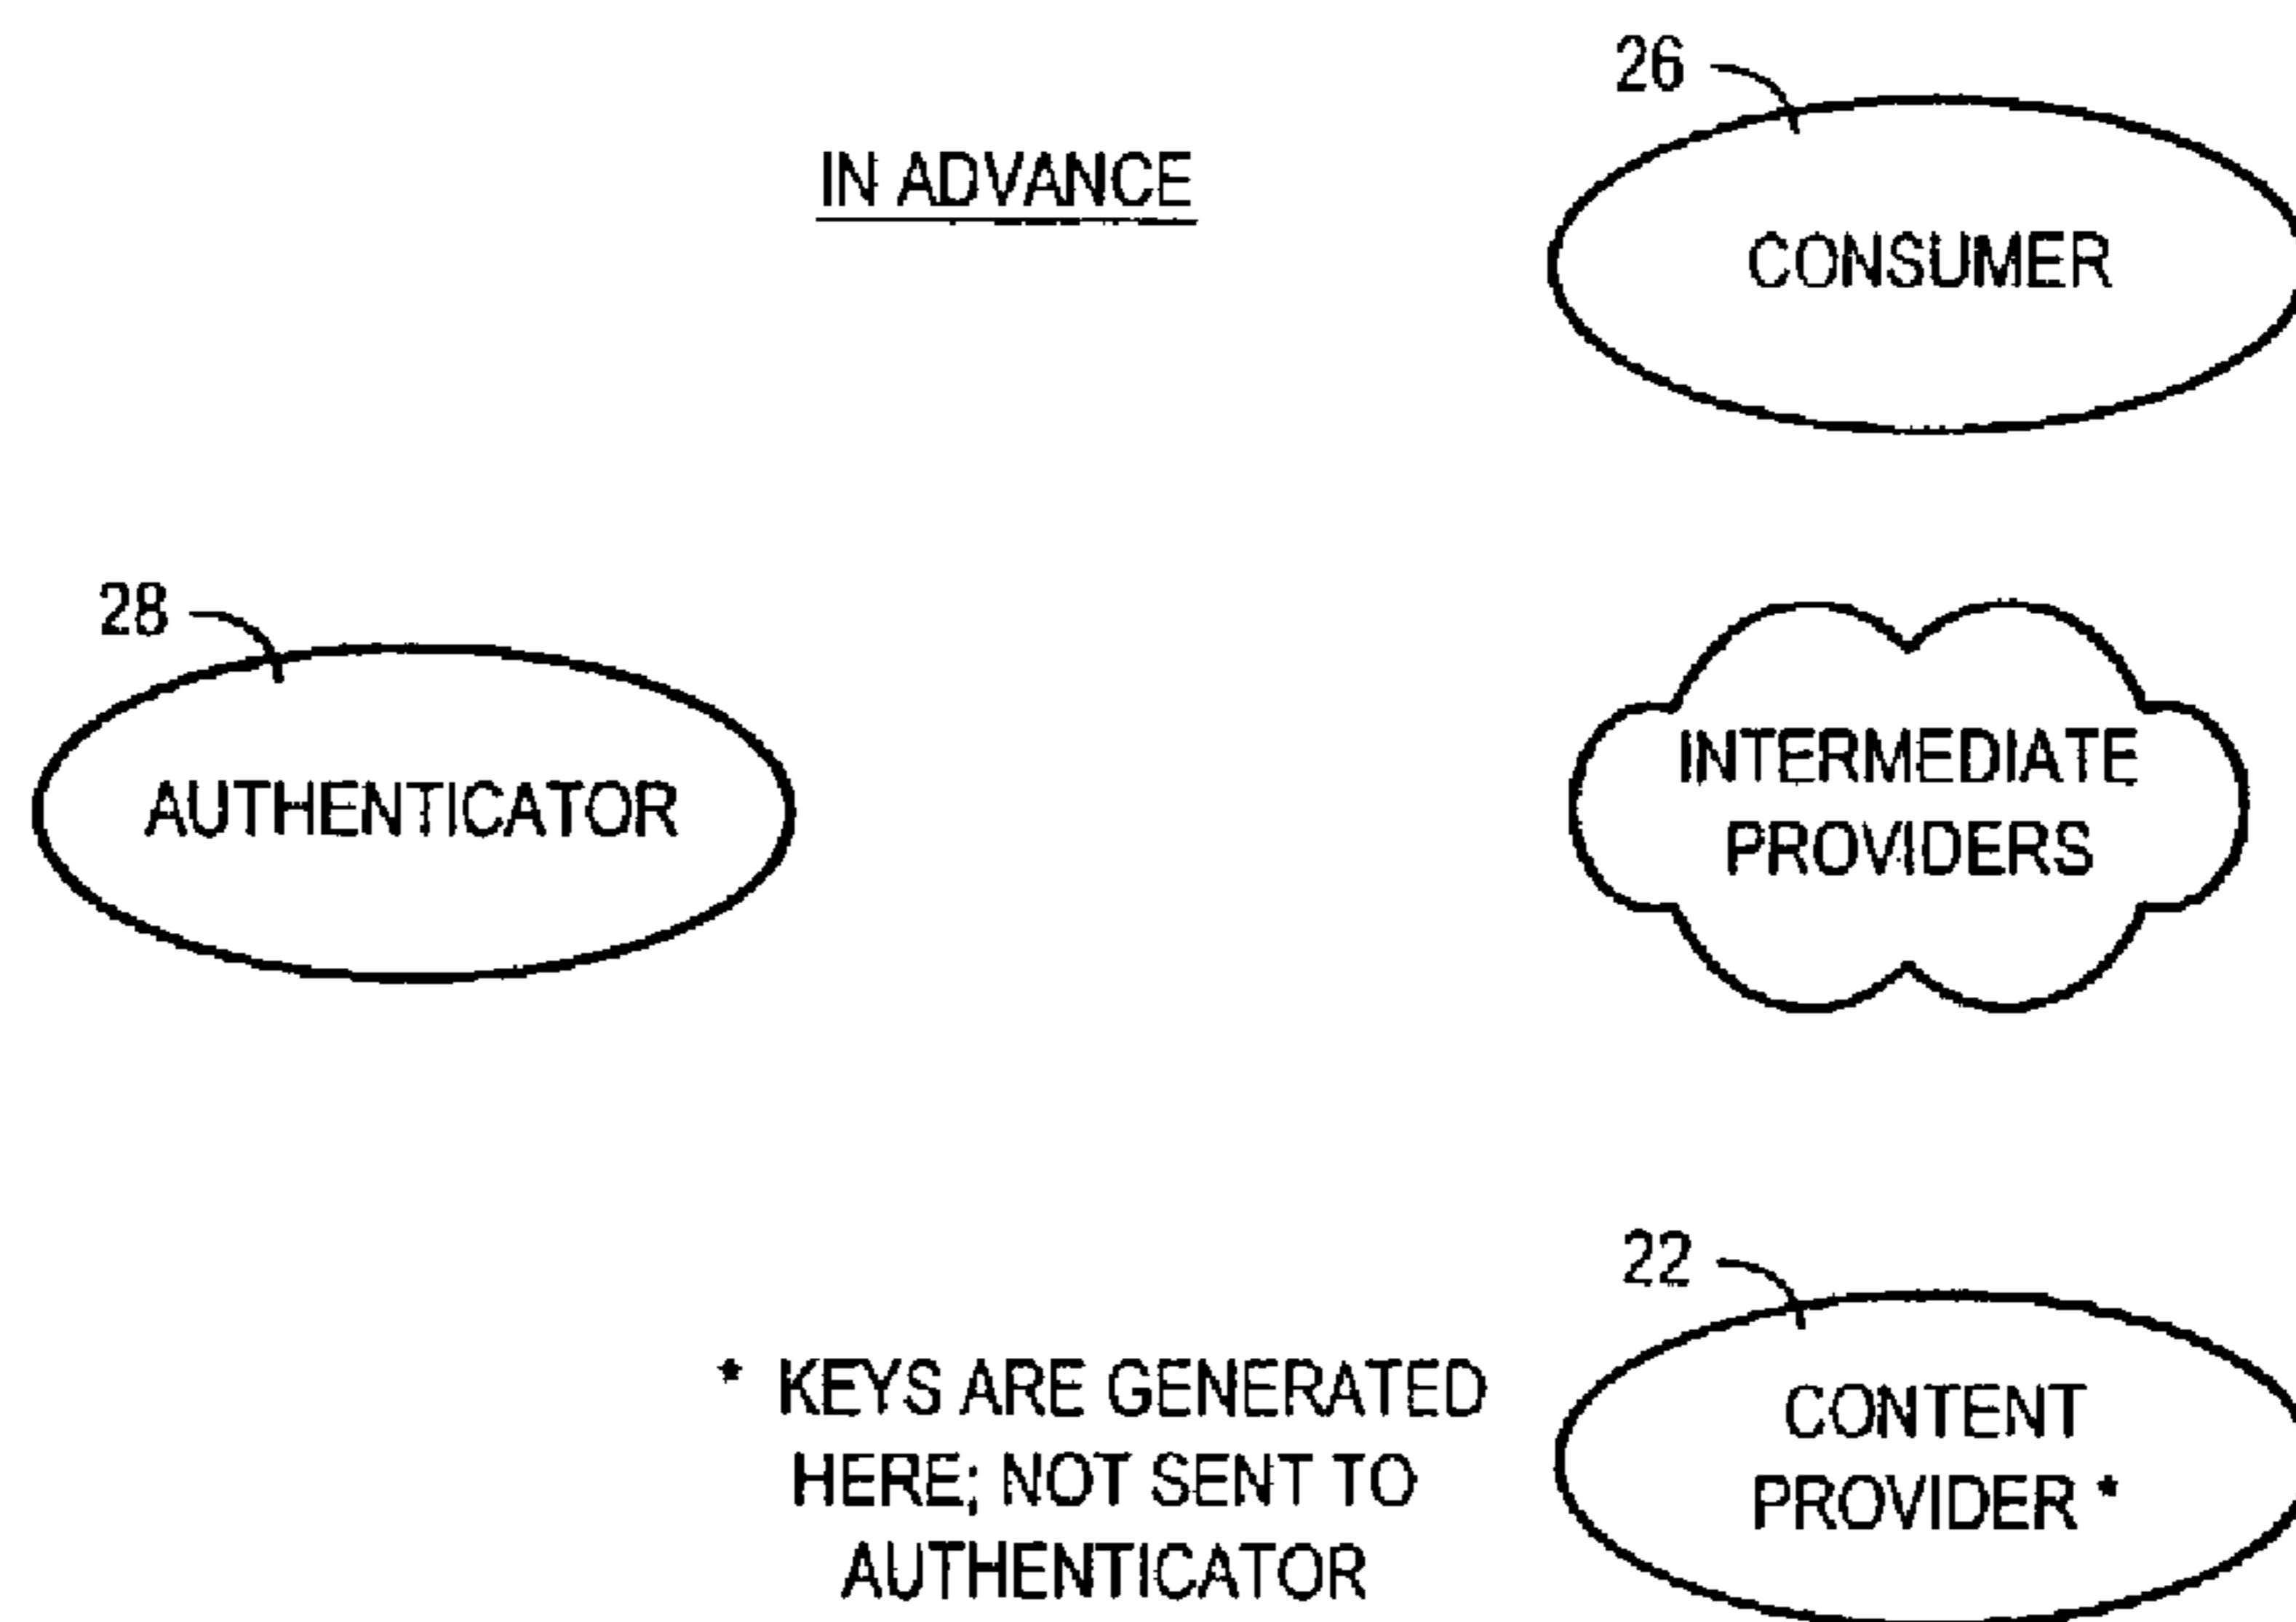 26
IN ADVANCE
CONSUMER
28
AUTHENTICATOR
INTERMEDIATE
PROVIDERS
22
CONTENT
PROVIDER *
* KEYS ARE GENERATED
HERE; NOT SENT TO
AUTHENTICATOR